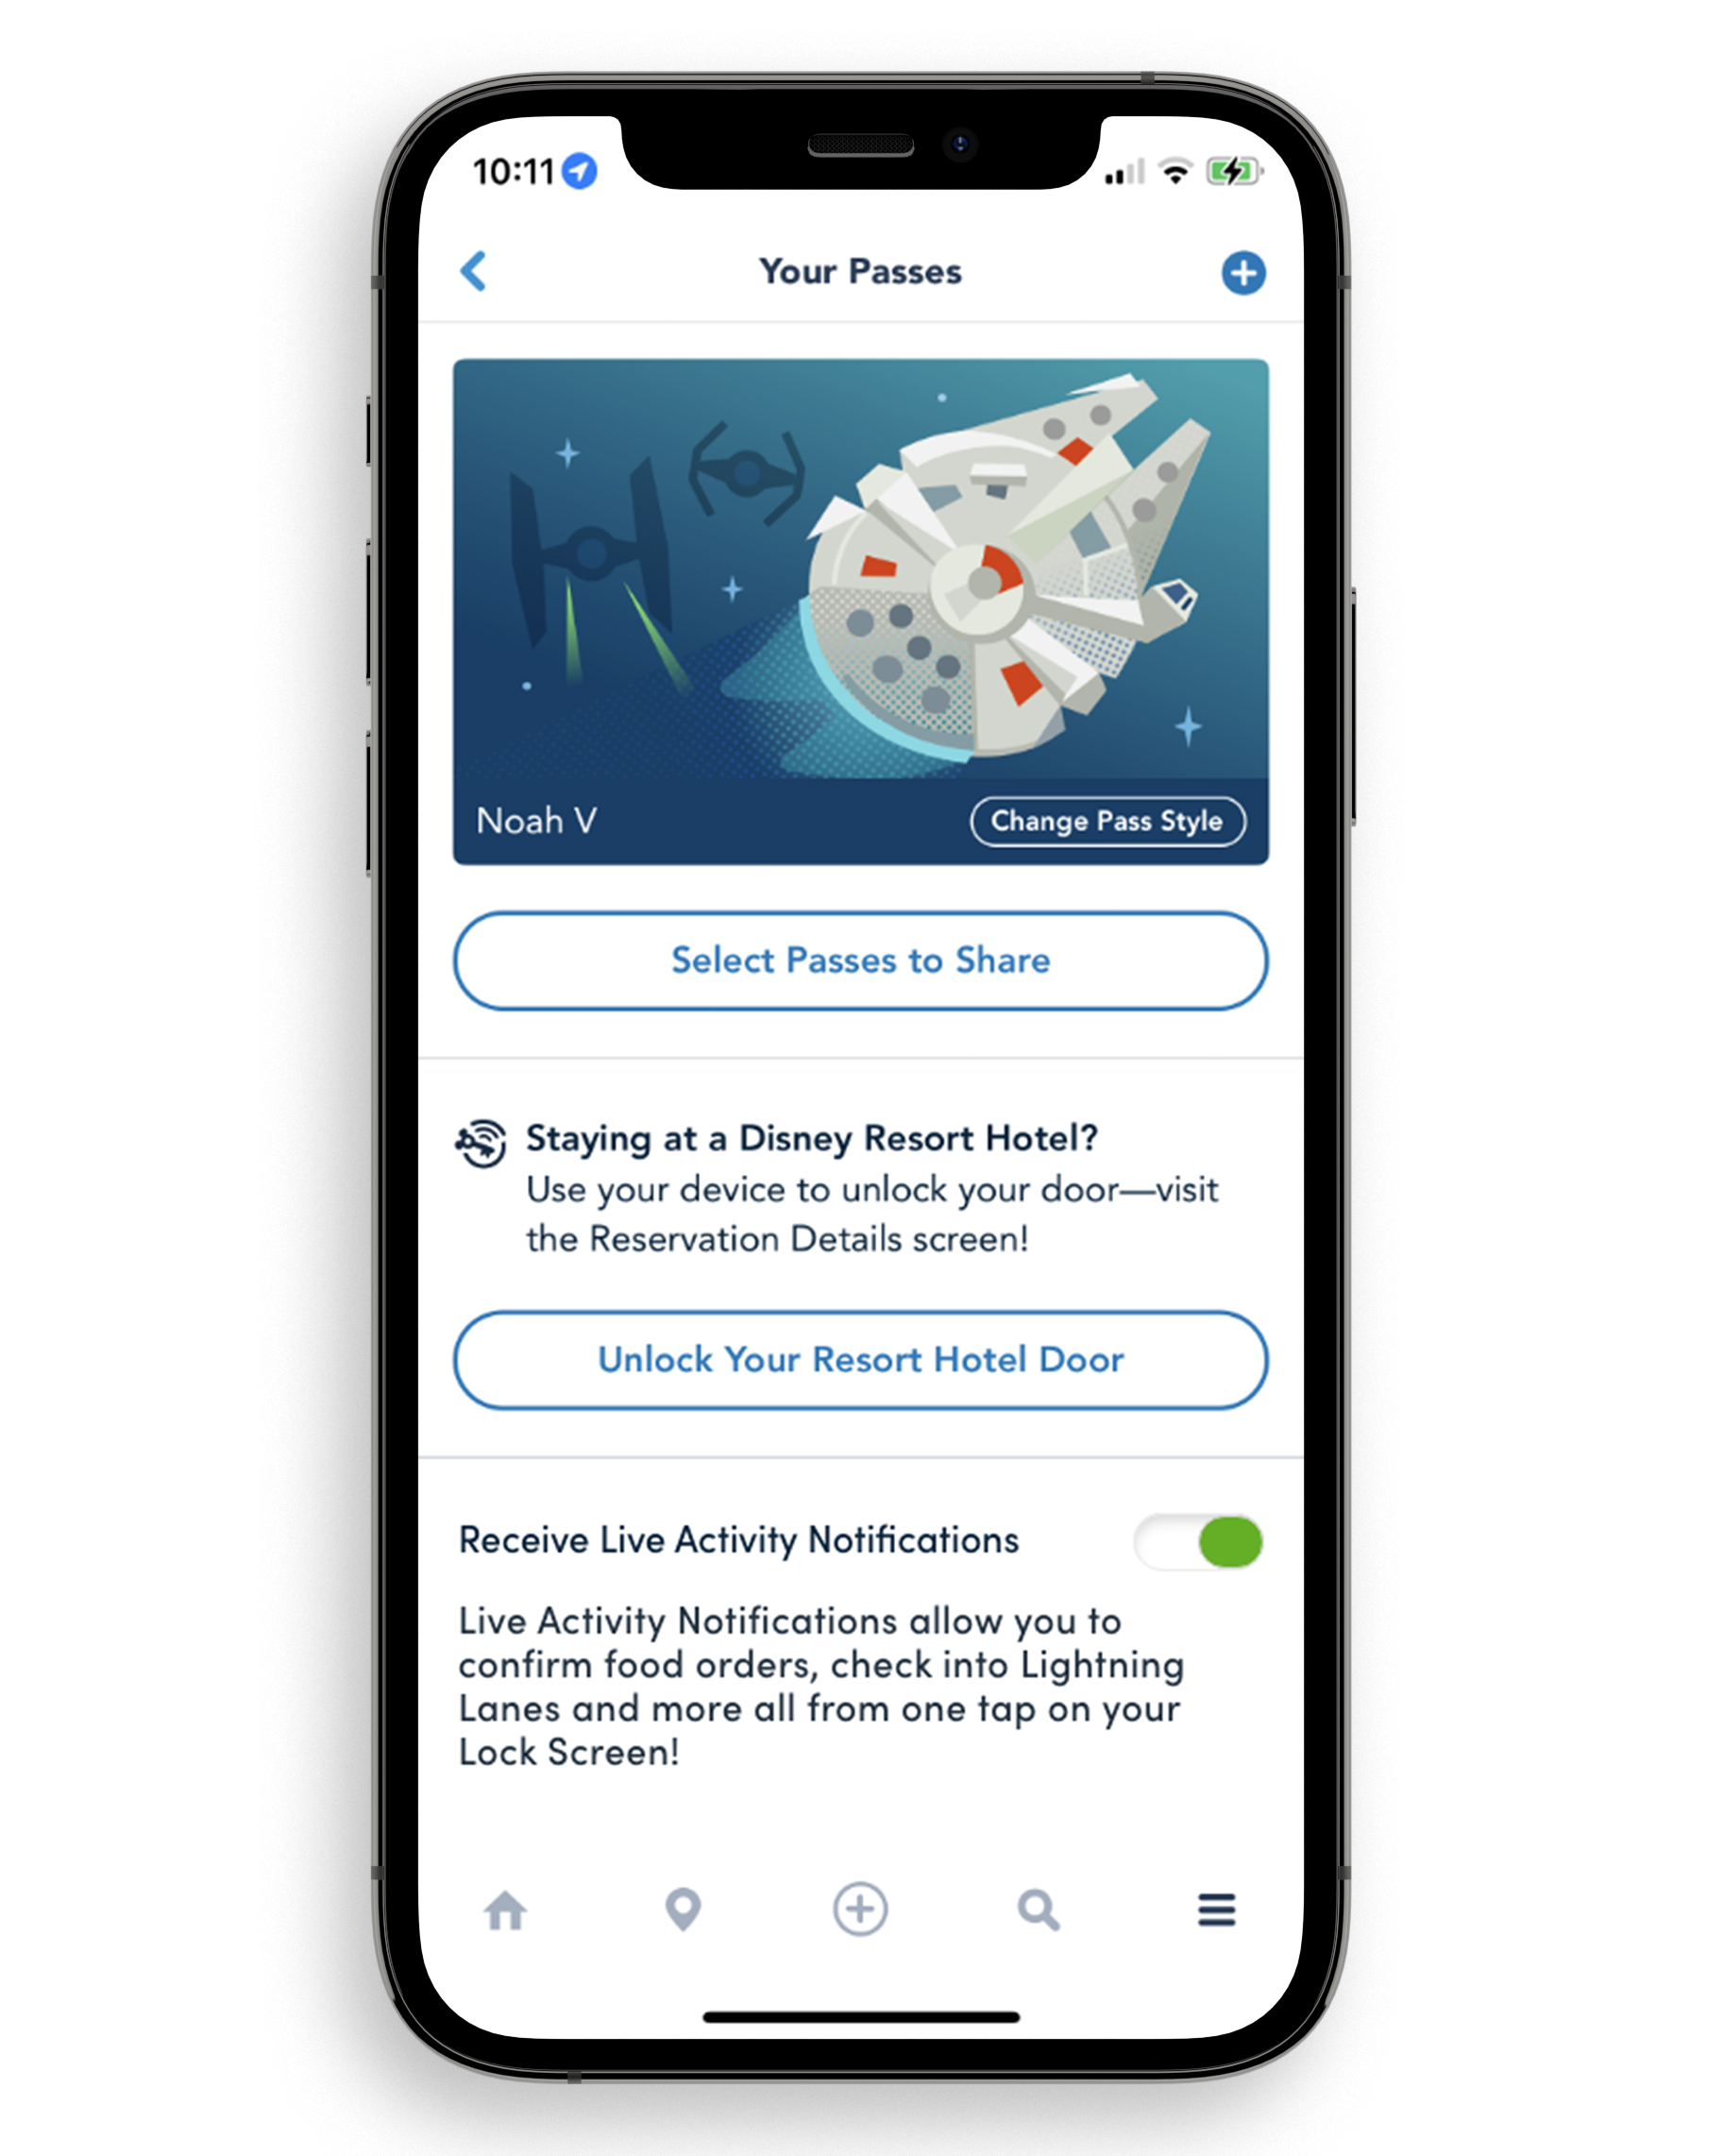 10:11
Your Passes
Noah V
Change Pass Style
Select Passes to Share
Staying at a Disney Resort Hotel?
Use your device to unlock your door—visit
the Reservation Details screen!
Unlock Your Resort Hotel Door
Receive Live Activity Notifications
Live Activity Notifications allow you to
confirm food orders, check into Lightning
Lanes and more all from one tap on your
Lock Screen!